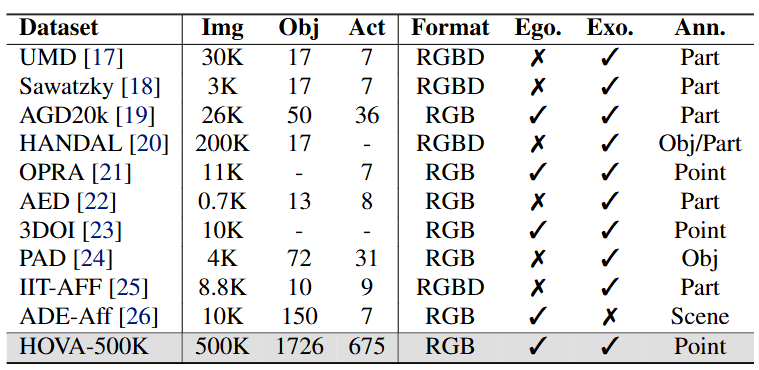 Dataset Img Obj Act Format Ego. Exo. Ann.
UMD [17] 30K 17 7 RGBD ✗ ✓ Part
Sawatzky [18] 3K 17 7 RGBD ✗ ✓ Part
AGD20k [19] 26K 50 36 RGB ✓ ✓ Part
HANDAL [20] 200K 17 - RGBD ✗ ✓ Obj/Part
OPRA [21] 11K - 7 RGB ✓ ✓ Point
AED [22] 0.7K 13 8 RGB ✗ ✓ Part
3DOI [23] 10K - - RGB ✓ ✓ Point
PAD [24] 4K 72 31 RGB ✗ ✓ Obj
IIT-AFF [25] 8.8K 10 9 RGBD ✗ ✓ Part
ADE-Aff [26] 10K 150 7 RGB ✓ ✗ Scene
HOVA-500K 500K 1726 675 RGB ✓ ✓ Point